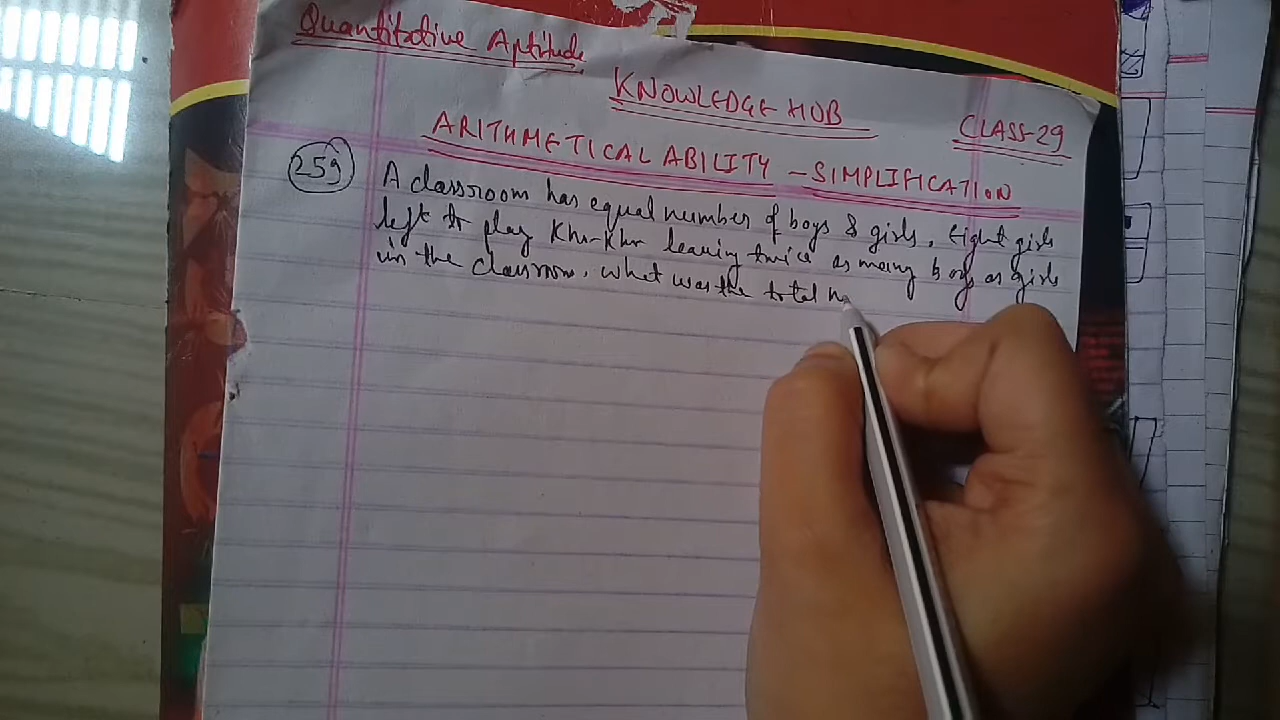 Quantitative Aptitude
KNOWLEDGE HUB
CLASS-29
ARITHMETICAL ABILITY - SIMPLIFICATION
259 A classroom has equal number of boys & girls. Eight girls
left to play Kho-Kho leaving twice as many boys as girls
in the classroom. What was the total n